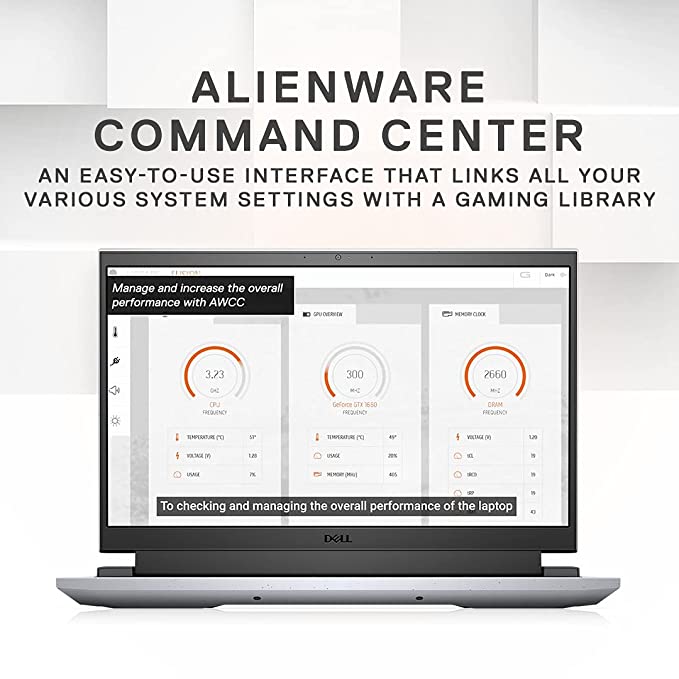 ALIENWARE
COMMAND CENTER
AN EASY-TO-USE INTERFACE THAT LINKS ALL YOUR
VARIOUS SYSTEM SETTINGS WITH A GAMING LIBRARY
FUSION
Dark
Manage and increase the overall
performance with AWCC
GPU OVERVIEW
MEMORY CLOCK
3.23
GHZ
CPU
FREQUENCY
TEMPERATURE (°C) 51°
VOLTAGE (V) 1.28
USAGE 7%
300
MHZ
GeForce GTX 1650
FREQUENCY
TEMPERATURE (°C) 49°
USAGE 20%
MEMORY (MHz) 405
2660
MHZ
DRAM
FREQUENCY
VOLTAGE (V) 1.20
tCL 19
tRCD 19
tRP 19
43
To checking and managing the overall performance of the laptop
DELL